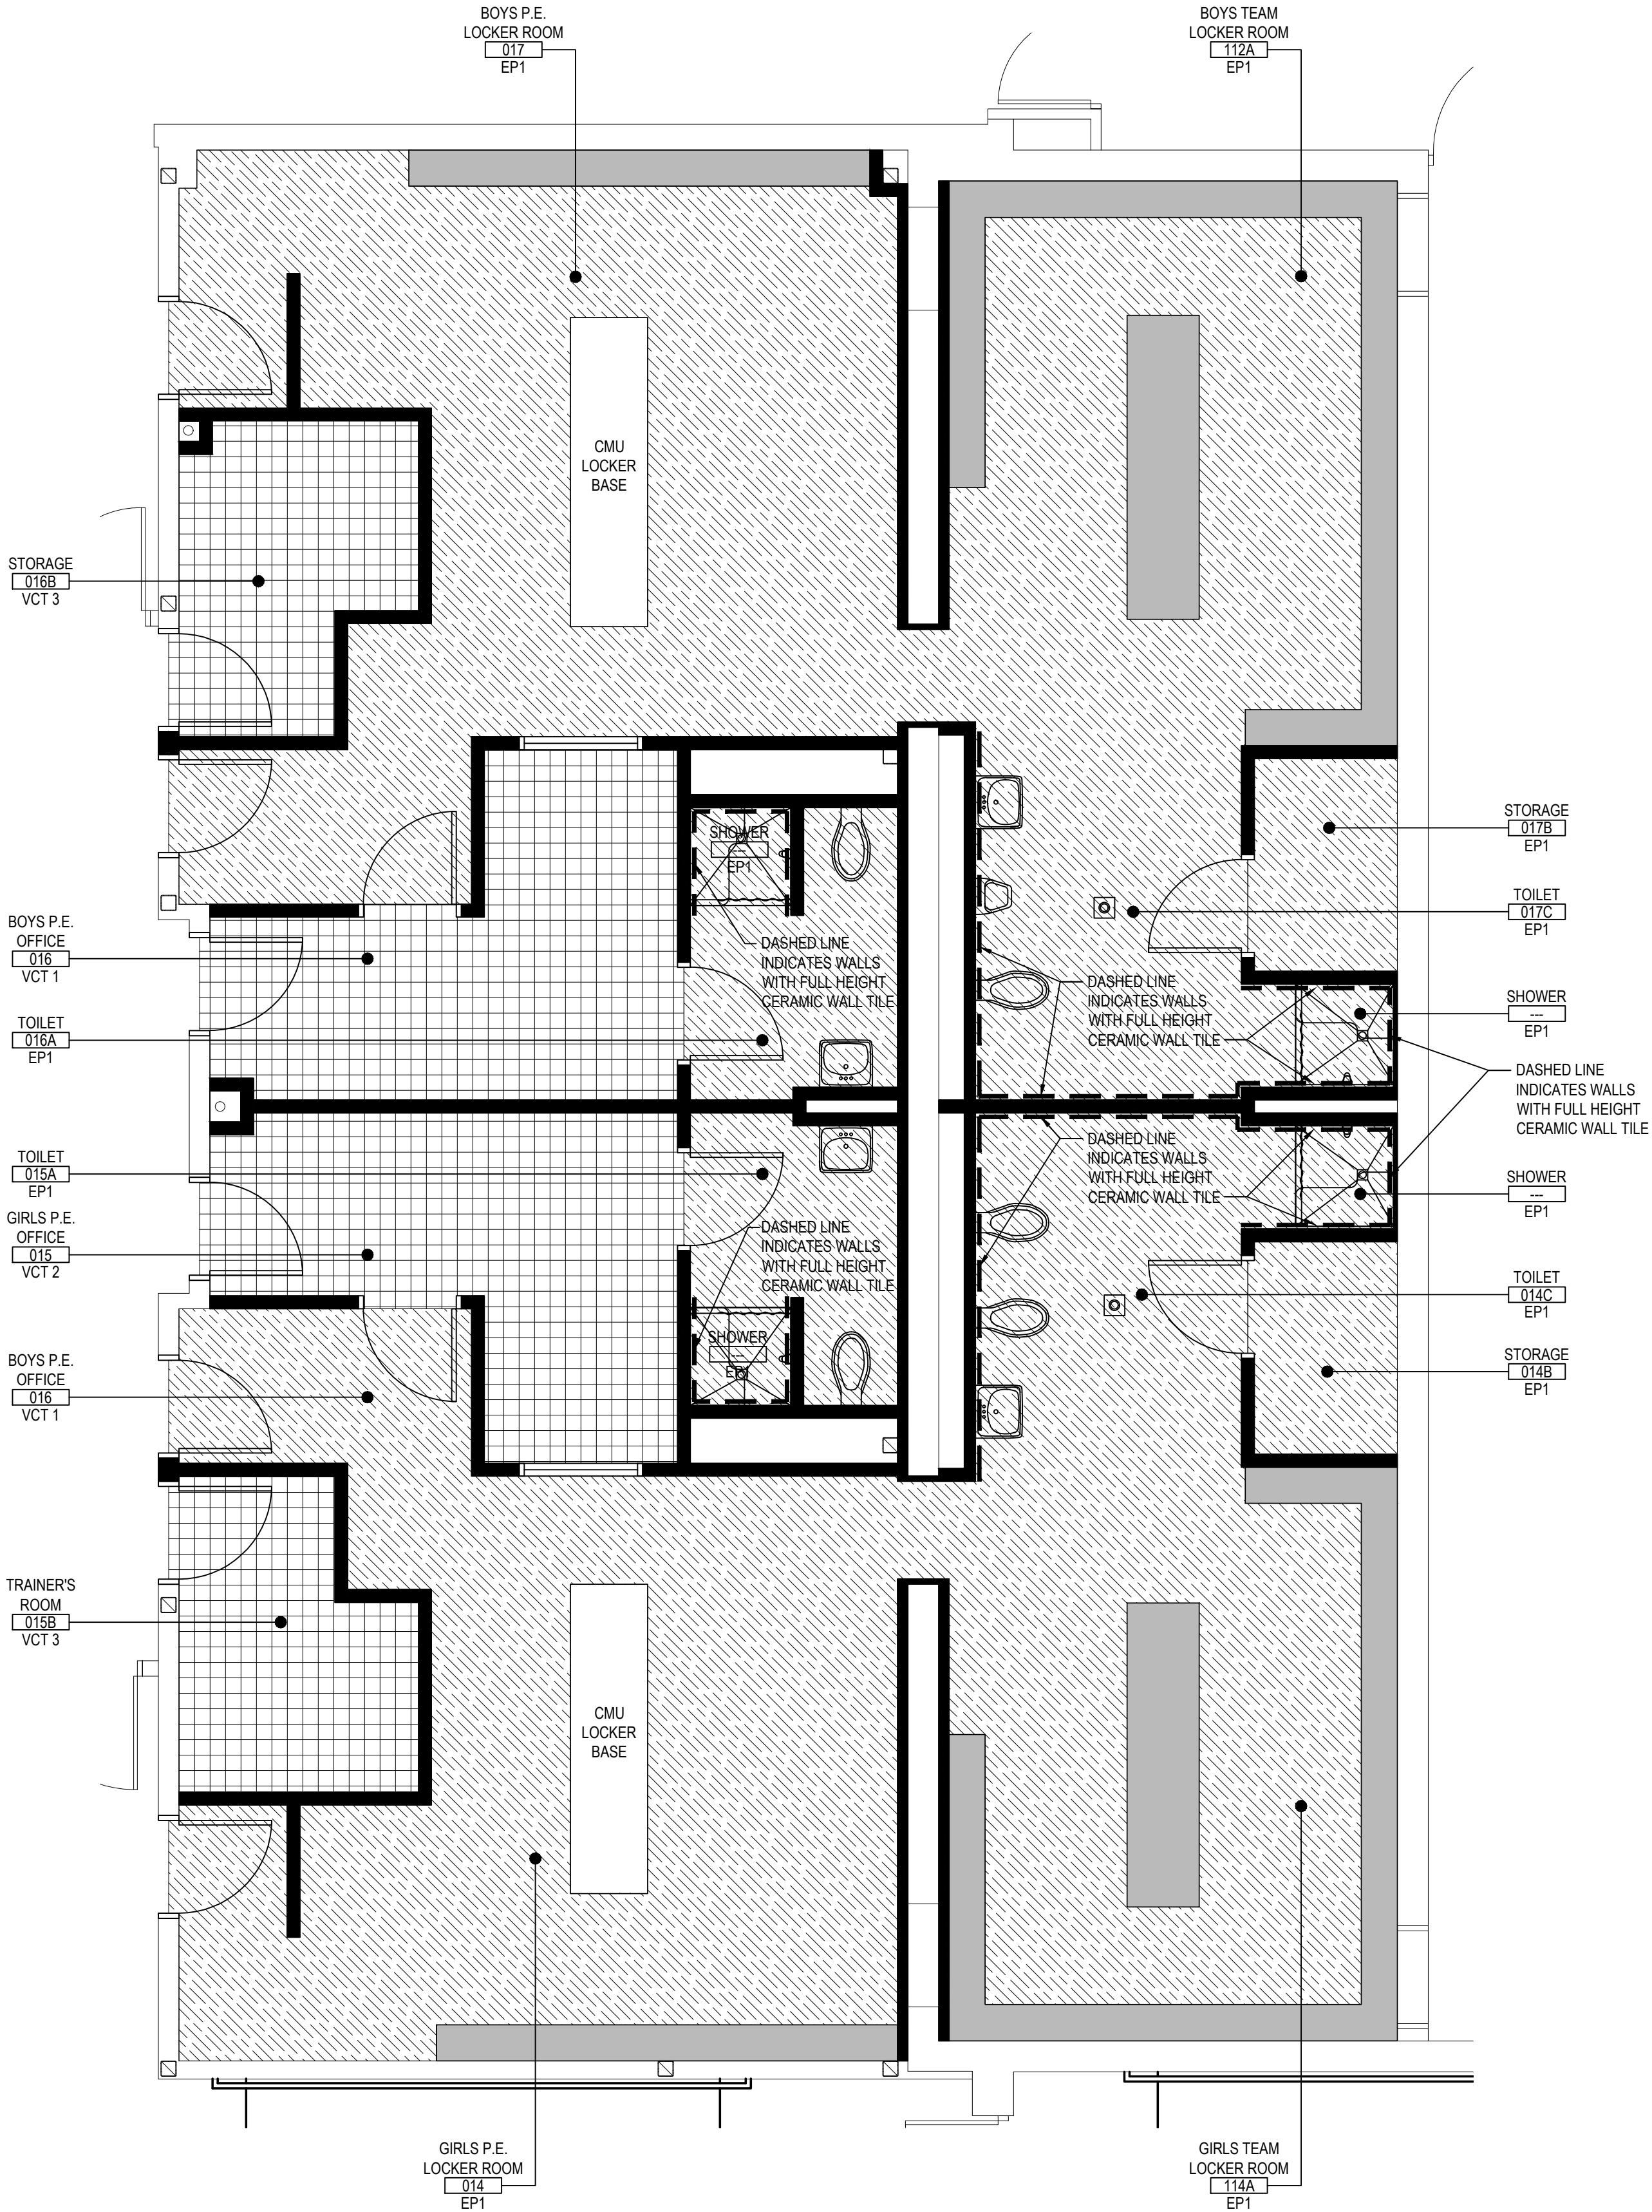 BOYS P.E.
LOCKER ROOM
017
EP1
BOYS TEAM
LOCKER ROOM
112A
EP1
CMU
LOCKER
BASE
STORAGE
016B
VCT 3
STORAGE
017B
EP1
SHOWER
---
EP1
TOILET
017C
EP1
BOYS P.E.
OFFICE
016
VCT 1
DASHED LINE
INDICATES WALLS
WITH FULL HEIGHT
CERAMIC WALL TILE
DASHED LINE
INDICATES WALLS
WITH FULL HEIGHT
CERAMIC WALL TILE
SHOWER
---
EP1
TOILET
016A
EP1
DASHED LINE
INDICATES WALLS
WITH FULL HEIGHT
CERAMIC WALL TILE
TOILET
015A
EP1
DASHED LINE
INDICATES WALLS
WITH FULL HEIGHT
CERAMIC WALL TILE
SHOWER
---
EP1
GIRLS P.E.
OFFICE
015
VCT 2
DASHED LINE
INDICATES WALLS
WITH FULL HEIGHT
CERAMIC WALL TILE
TOILET
014C
EP1
SHOWER
---
EP1
BOYS P.E.
OFFICE
016
VCT 1
STORAGE
014B
EP1
TRAINER'S
ROOM
015B
VCT 3
CMU
LOCKER
BASE
GIRLS P.E.
LOCKER ROOM
014
EP1
GIRLS TEAM
LOCKER ROOM
114A
EP1